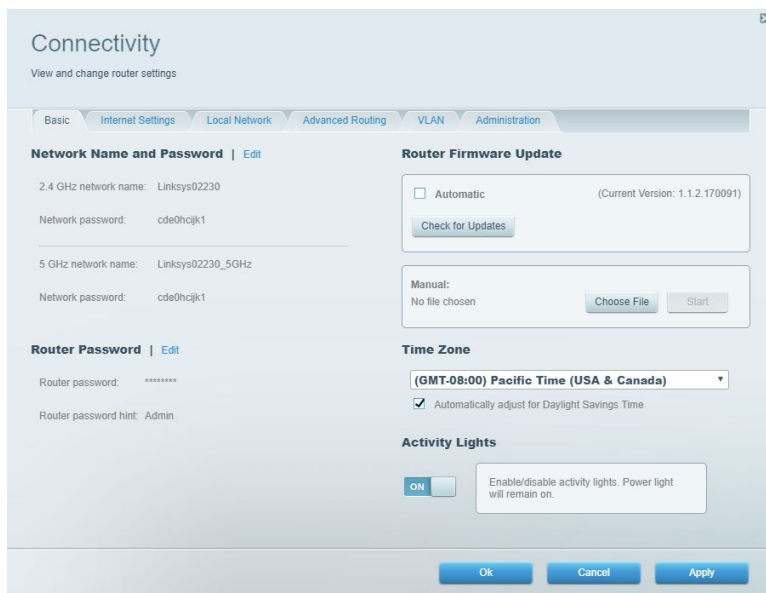 Connectivity
View and change router settings
Basic Internet Settings Local Network Advanced Routing VLAN Administration
Network Name and Password | Edit
2.4 GHz network name: Linksys02230
Network password: cde0hcijk1
5 GHz network name: Linksys02230_5GHz
Network password: cde0hcijk1
Router Password | Edit
Router password: ********
Router password hint: Admin
Router Firmware Update
Automatic (Current Version: 1.1.2.170091)
Check for Updates
Manual:
No file chosen Choose File Start
Time Zone
(GMT-08:00) Pacific Time (USA & Canada)
Automatically adjust for Daylight Savings Time
Activity Lights
ON
Enable/disable activity lights. Power light
will remain on.
Ok Cancel Apply